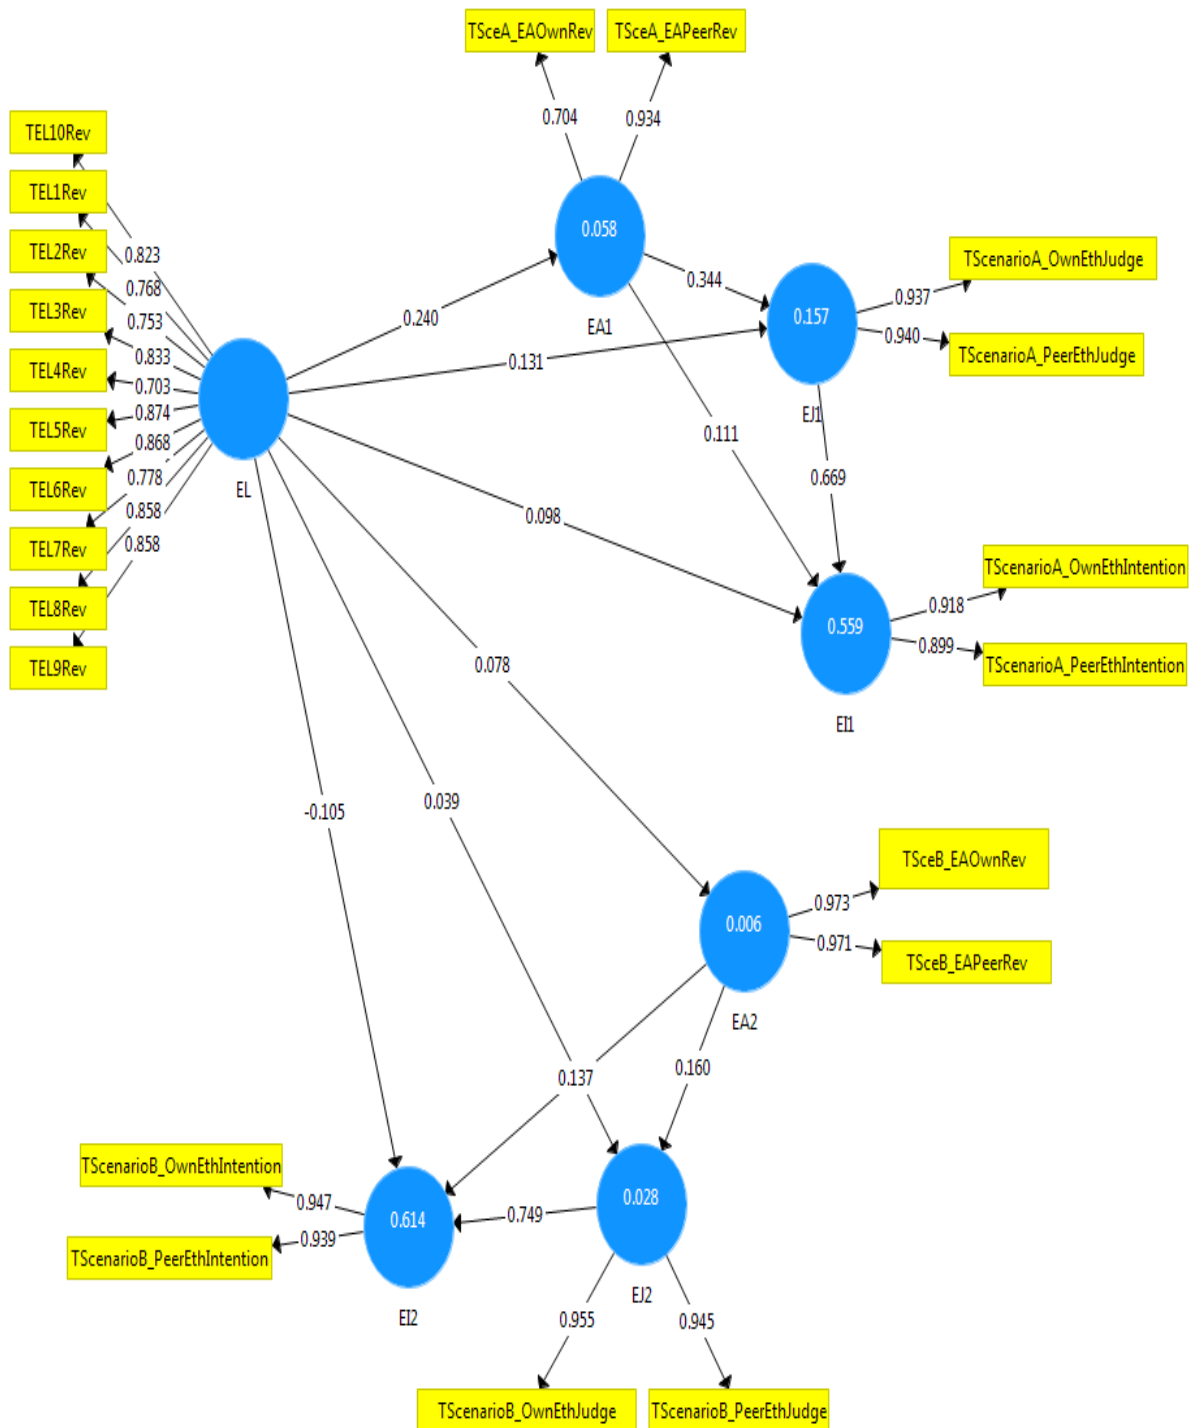 TSceA_EAOwnRev
TSceA_EAPeerRev
0.704
0.934
TEL10Rev
TEL1Rev
TEL2Rev
TEL3Rev
TEL4Rev
TEL5Rev
TEL6Rev
TEL7Rev
TEL8Rev
TEL9Rev
0.823
0.768
0.753
0.833
0.703
0.874
0.868
0.778
0.858
0.858
EL
0.058
EA1
0.240
0.344
0.131
0.157
EJ1
0.937
0.940
TScenarioA_OwnEthJudge
TScenarioA_PeerEthJudge
0.111
0.669
0.098
0.559
EI1
0.918
0.899
TScenarioA_OwnEthIntention
TScenarioA_PeerEthIntention
0.078
0.039
-0.105
0.006
EA2
0.973
0.971
TSceB_EAOwnRev
TSceB_EAPeerRev
0.137
0.160
TScenarioB_OwnEthIntention
TScenarioB_PeerEthIntention
0.947
0.939
0.614
EI2
0.749
0.028
EJ2
0.955
0.945
TScenarioB_OwnEthJudge
TScenarioB_PeerEthJudge